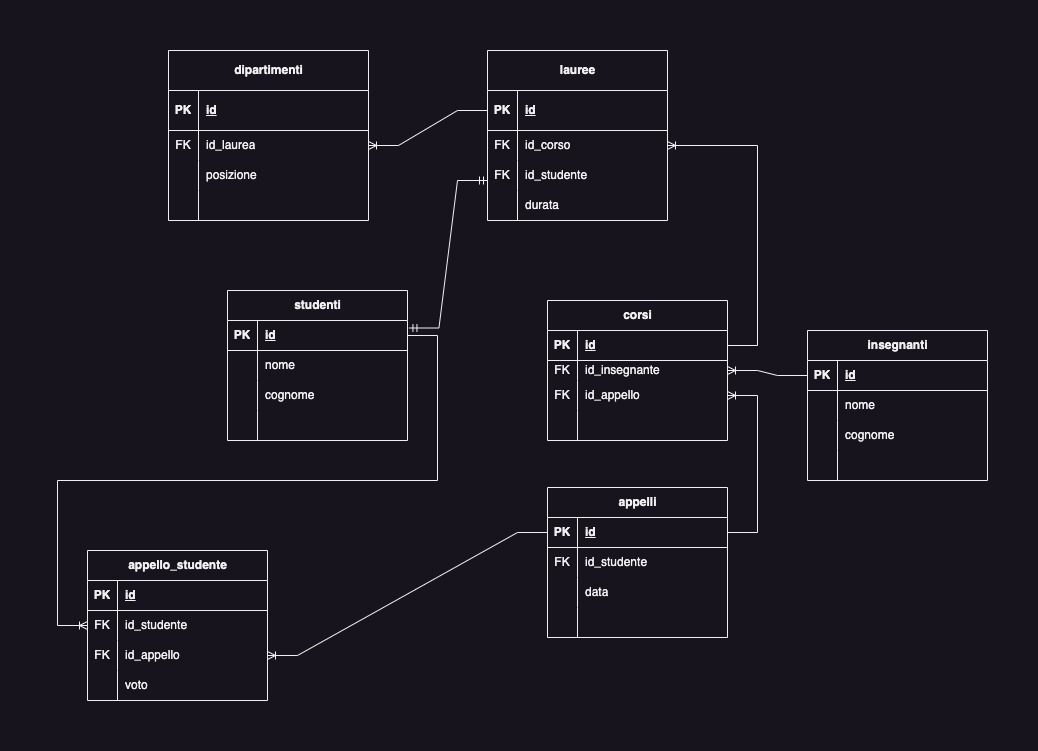 dipartimenti
PK id
FK id_laurea
posizione
lauree
PK id
FK id_corso
FK id_studente
durata
studenti
PK id
nome
cognome
corsi
PK id
FK id_insegnante
FK id_appello
insegnanti
PK id
nome
cognome
appelli
PK id
FK id_studente
data
appello_studente
PK id
FK id_studente
FK id_appello
voto